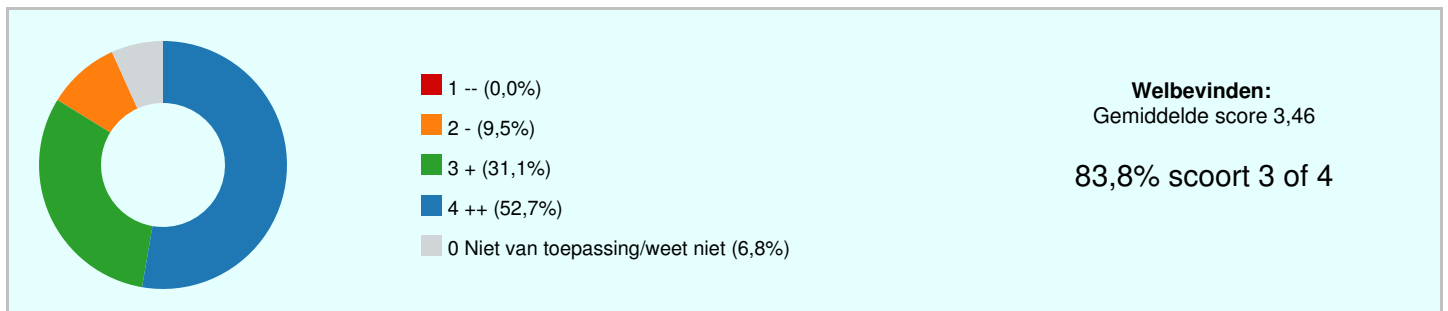 1 -- (0,0%)
2 - (9,5%)
3 + (31,1%)
4 ++ (52,7%)
0 Niet van toepassing/weet niet (6,8%)
Welbevinden:
Gemiddelde score 3,46
83,8% scoort 3 of 4